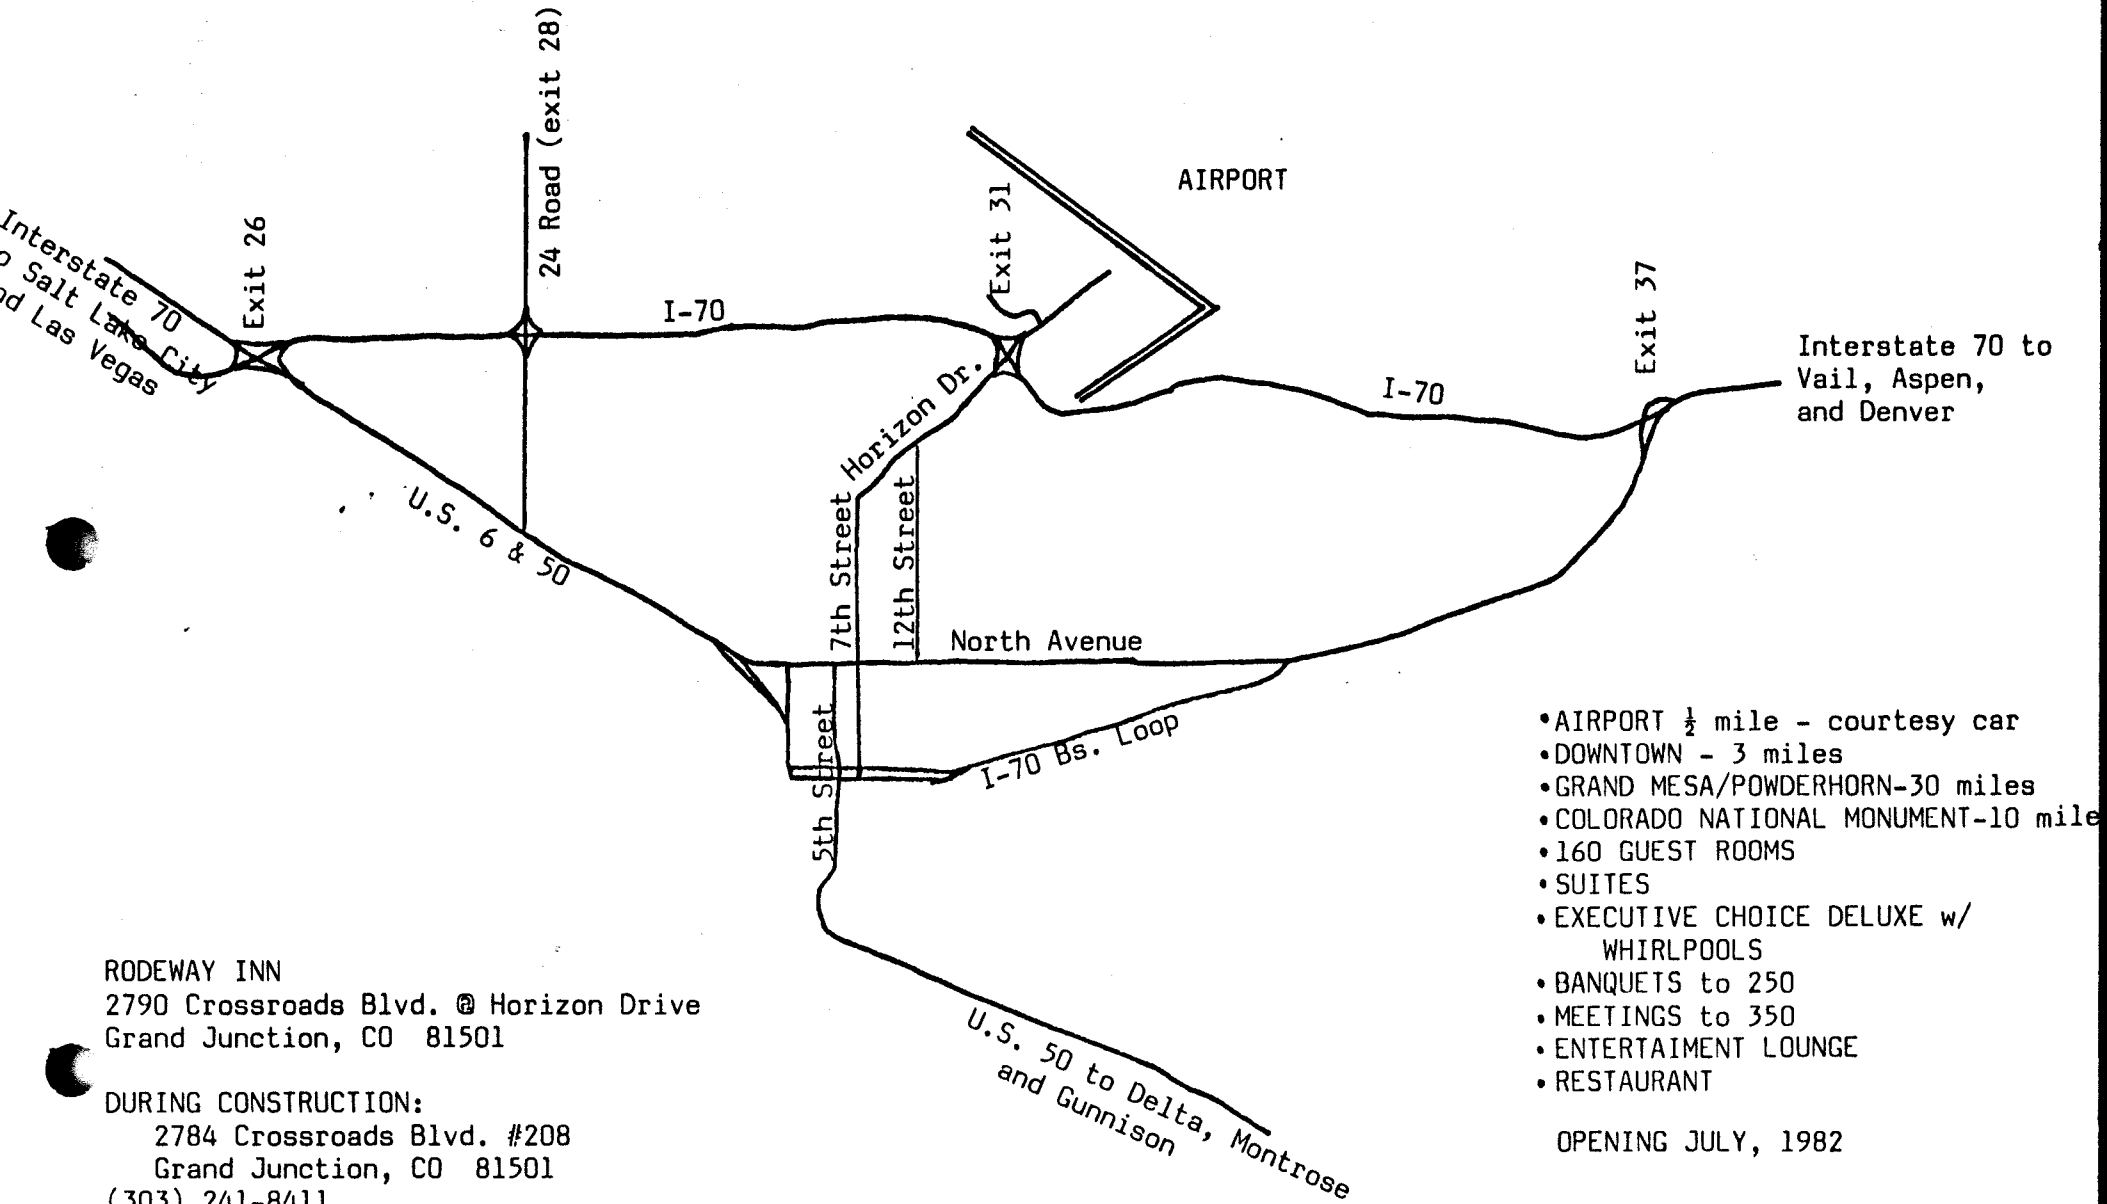 24 Road (exit 28)
AIRPORT
Exit 31
Exit 26
Exit 37
Interstate 70
Salt Lake City
Las Vegas
I-70
Interstate 70 to
Vail, Aspen,
and Denver
I-70
Horizon Dr.
U.S. 6 & 50
7th Street
12th Street
North Avenue
5th Street
I-70 Bs. Loop
•AIRPORT ½ mile - courtesy car
•DOWNTOWN - 3 miles
•GRAND MESA/POWDERHORN-30 miles
•COLORADO NATIONAL MONUMENT-10 mile
•160 GUEST ROOMS
•SUITES
•EXECUTIVE CHOICE DELUXE w/
WHIRLPOOLS
•BANQUETS to 250
•MEETINGS to 350
•ENTERTAIMENT LOUNGE
•RESTAURANT
OPENING JULY, 1982
U.S. 50 to Delta, Montrose
and Gunnison
RODEWAY INN
2790 Crossroads Blvd. @ Horizon Drive
Grand Junction, CO 81501
DURING CONSTRUCTION:
2784 Crossroads Blvd. #208
Grand Junction, CO 81501
(303) 241-8411